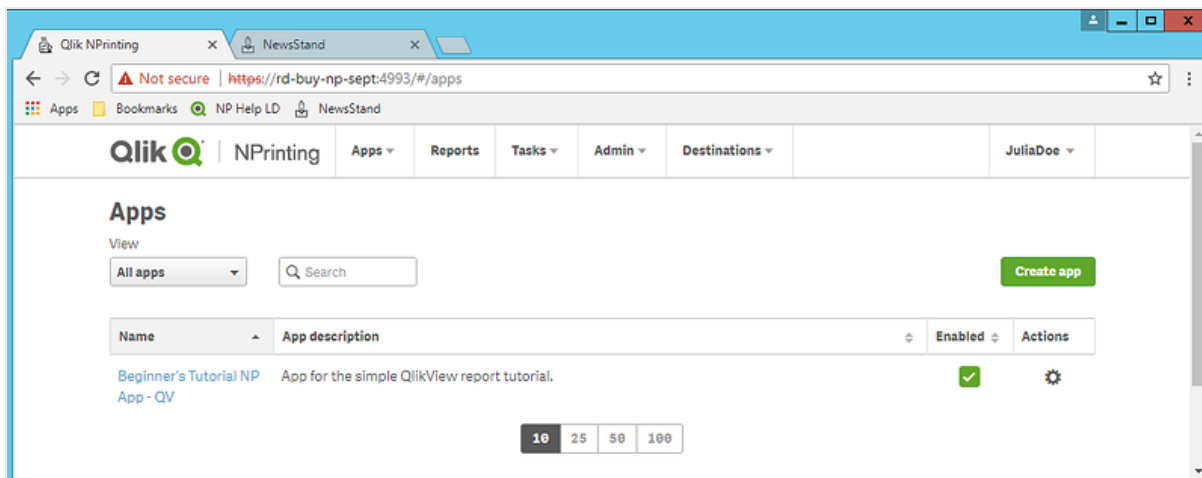 Qlik NPrinting
NewsStand
Not secure | https://rd-buy-np-sept:4993/#/apps
Apps Bookmarks NP Help LD NewsStand
Qlik NPrinting Apps Reports Tasks Admin Destinations JuliaDoe
Apps
View
All apps Search Create app
Name App description Enabled Actions
Beginner's Tutorial NP App for the simple QlikView report tutorial.
App - QV
10 25 50 100